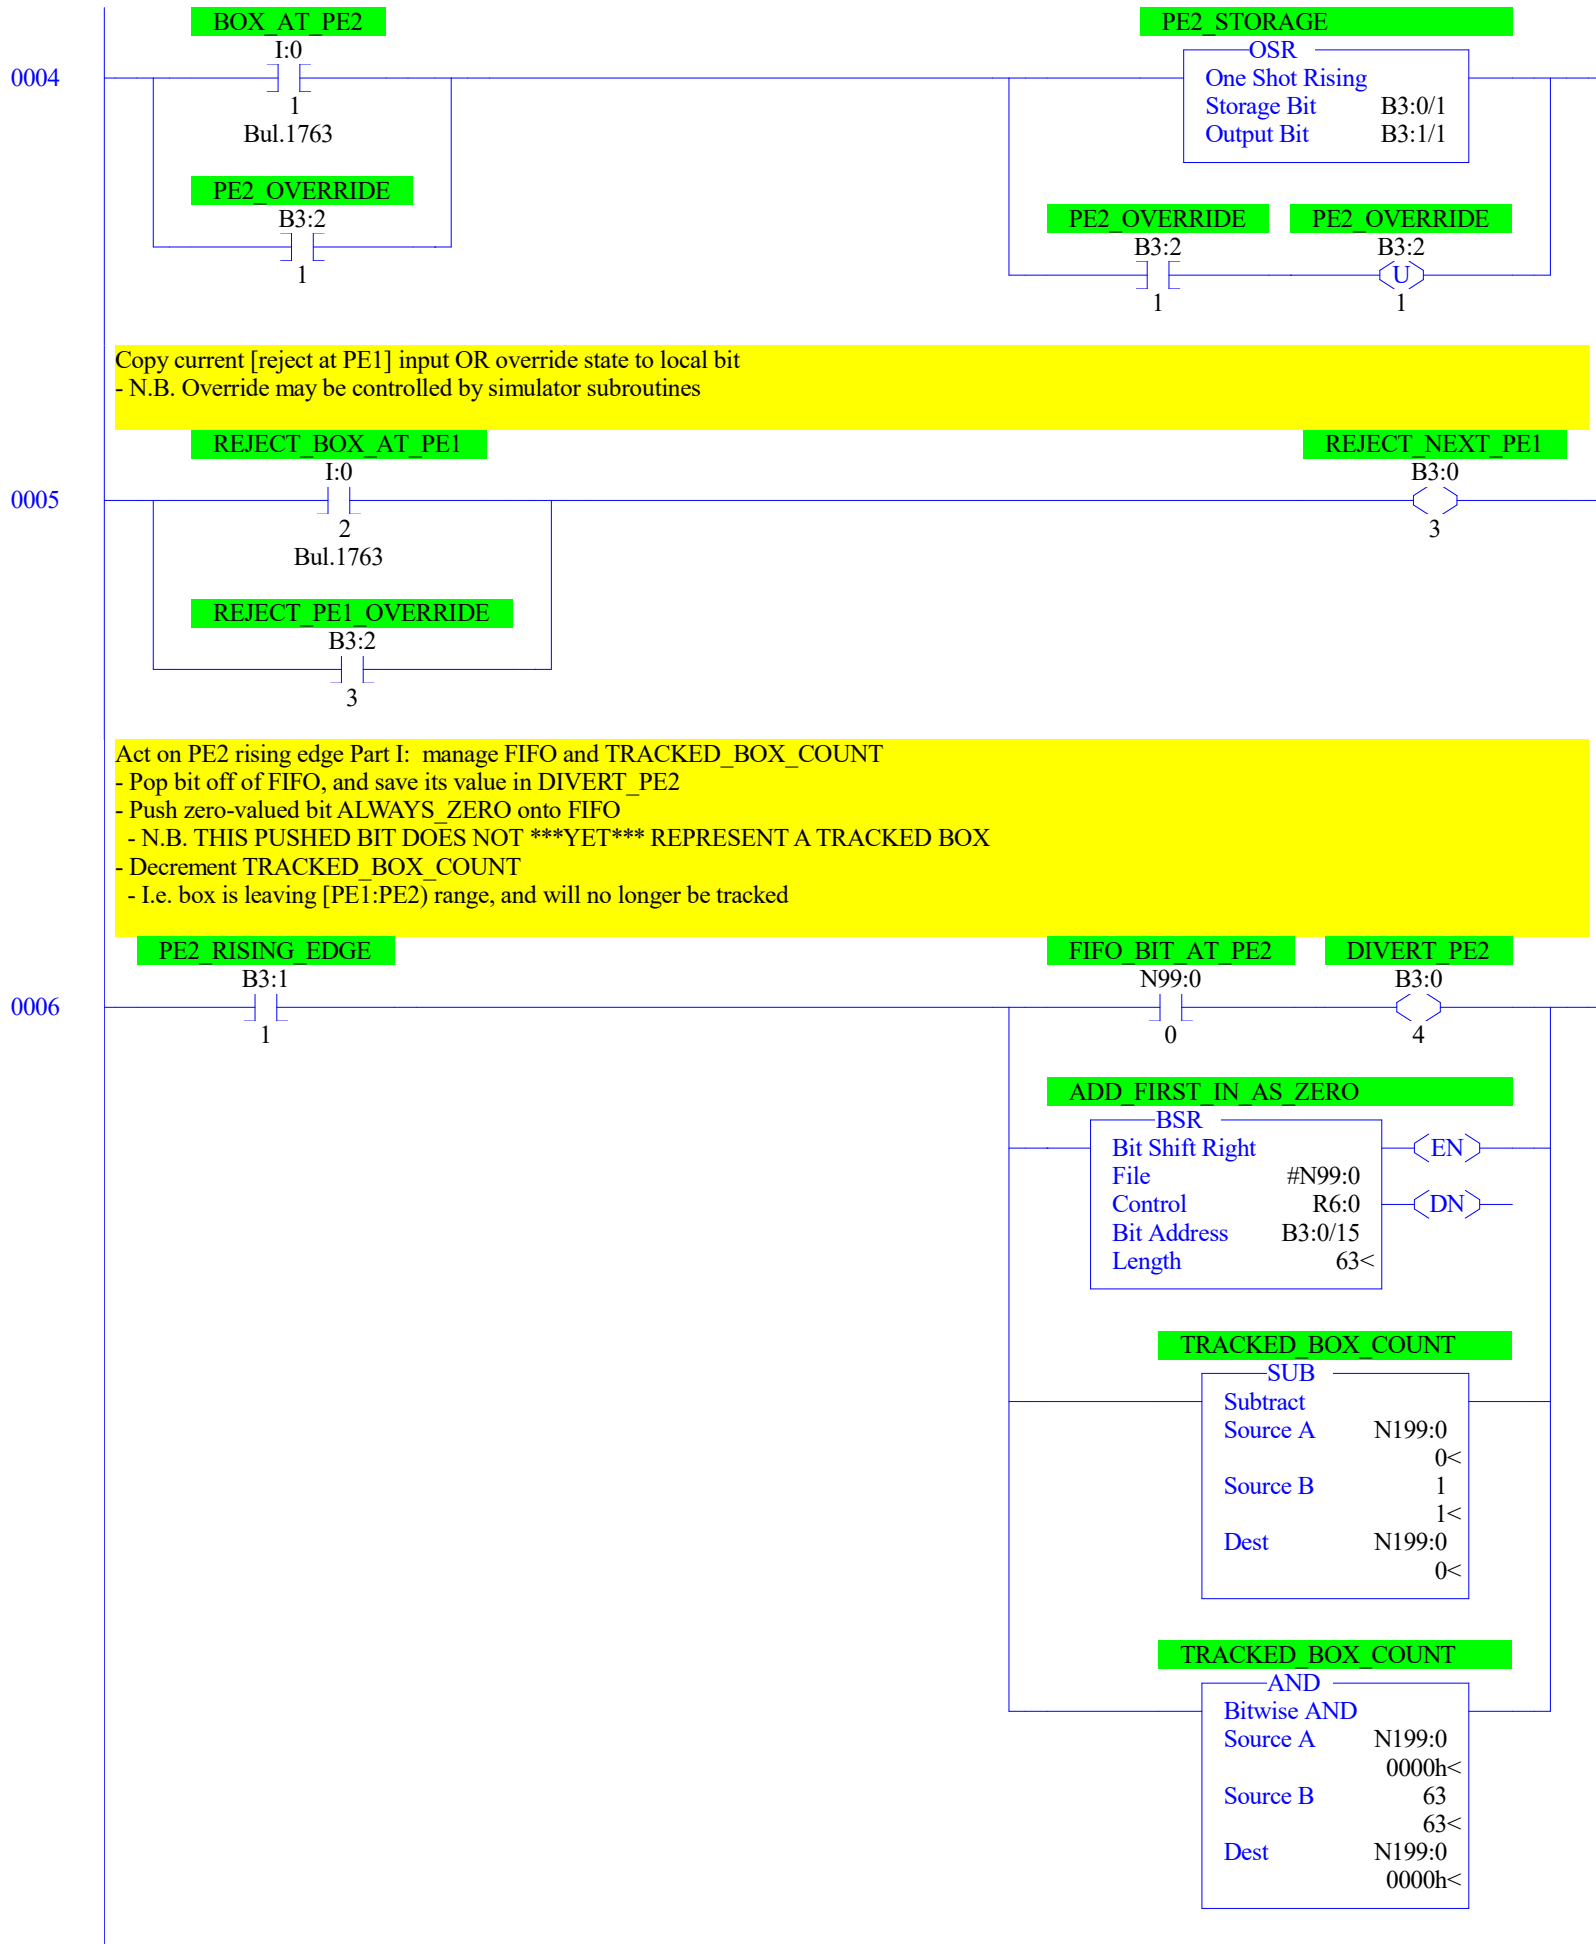 BOX_AT_PE2
I:0
1
Bul.1763
PE2_OVERRIDE
B3:2
1
0004
PE2_STORAGE
OSR
One Shot Rising
Storage Bit B3:0/1
Output Bit B3:1/1
PE2_OVERRIDE PE2_OVERRIDE
B3:2 B3:2
U
1 1
Copy current [reject at PE1] input OR override state to local bit
- N.B. Override may be controlled by simulator subroutines
REJECT_BOX_AT_PE1 REJECT_NEXT_PE1
I:0 B3:0
0005
2 3
Bul.1763
REJECT_PE1_OVERRIDE
B3:2
3
Act on PE2 rising edge Part I: manage FIFO and TRACKED_BOX_COUNT
- Pop bit off of FIFO, and save its value in DIVERT_PE2
- Push zero-valued bit ALWAYS_ZERO onto FIFO
- N.B. THIS PUSHED BIT DOES NOT ***YET*** REPRESENT A TRACKED BOX
- Decrement TRACKED_BOX_COUNT
- I.e. box is leaving [PE1:PE2) range, and will no longer be tracked
PE2_RISING_EDGE FIFO_BIT_AT_PE2 DIVERT_PE2
B3:1 N99:0 B3:0
0006
1 0 4
ADD_FIRST_IN_AS_ZERO
BSR
Bit Shift Right EN
File #N99:0
Control R6:0 DN
Bit Address B3:0/15
Length 63<
TRACKED_BOX_COUNT
SUB
Subtract
Source A N199:0
0<
Source B 1
1<
Dest N199:0
0<
TRACKED_BOX_COUNT
AND
Bitwise AND
Source A N199:0
0000h<
Source B 63
63<
Dest N199:0
0000h<